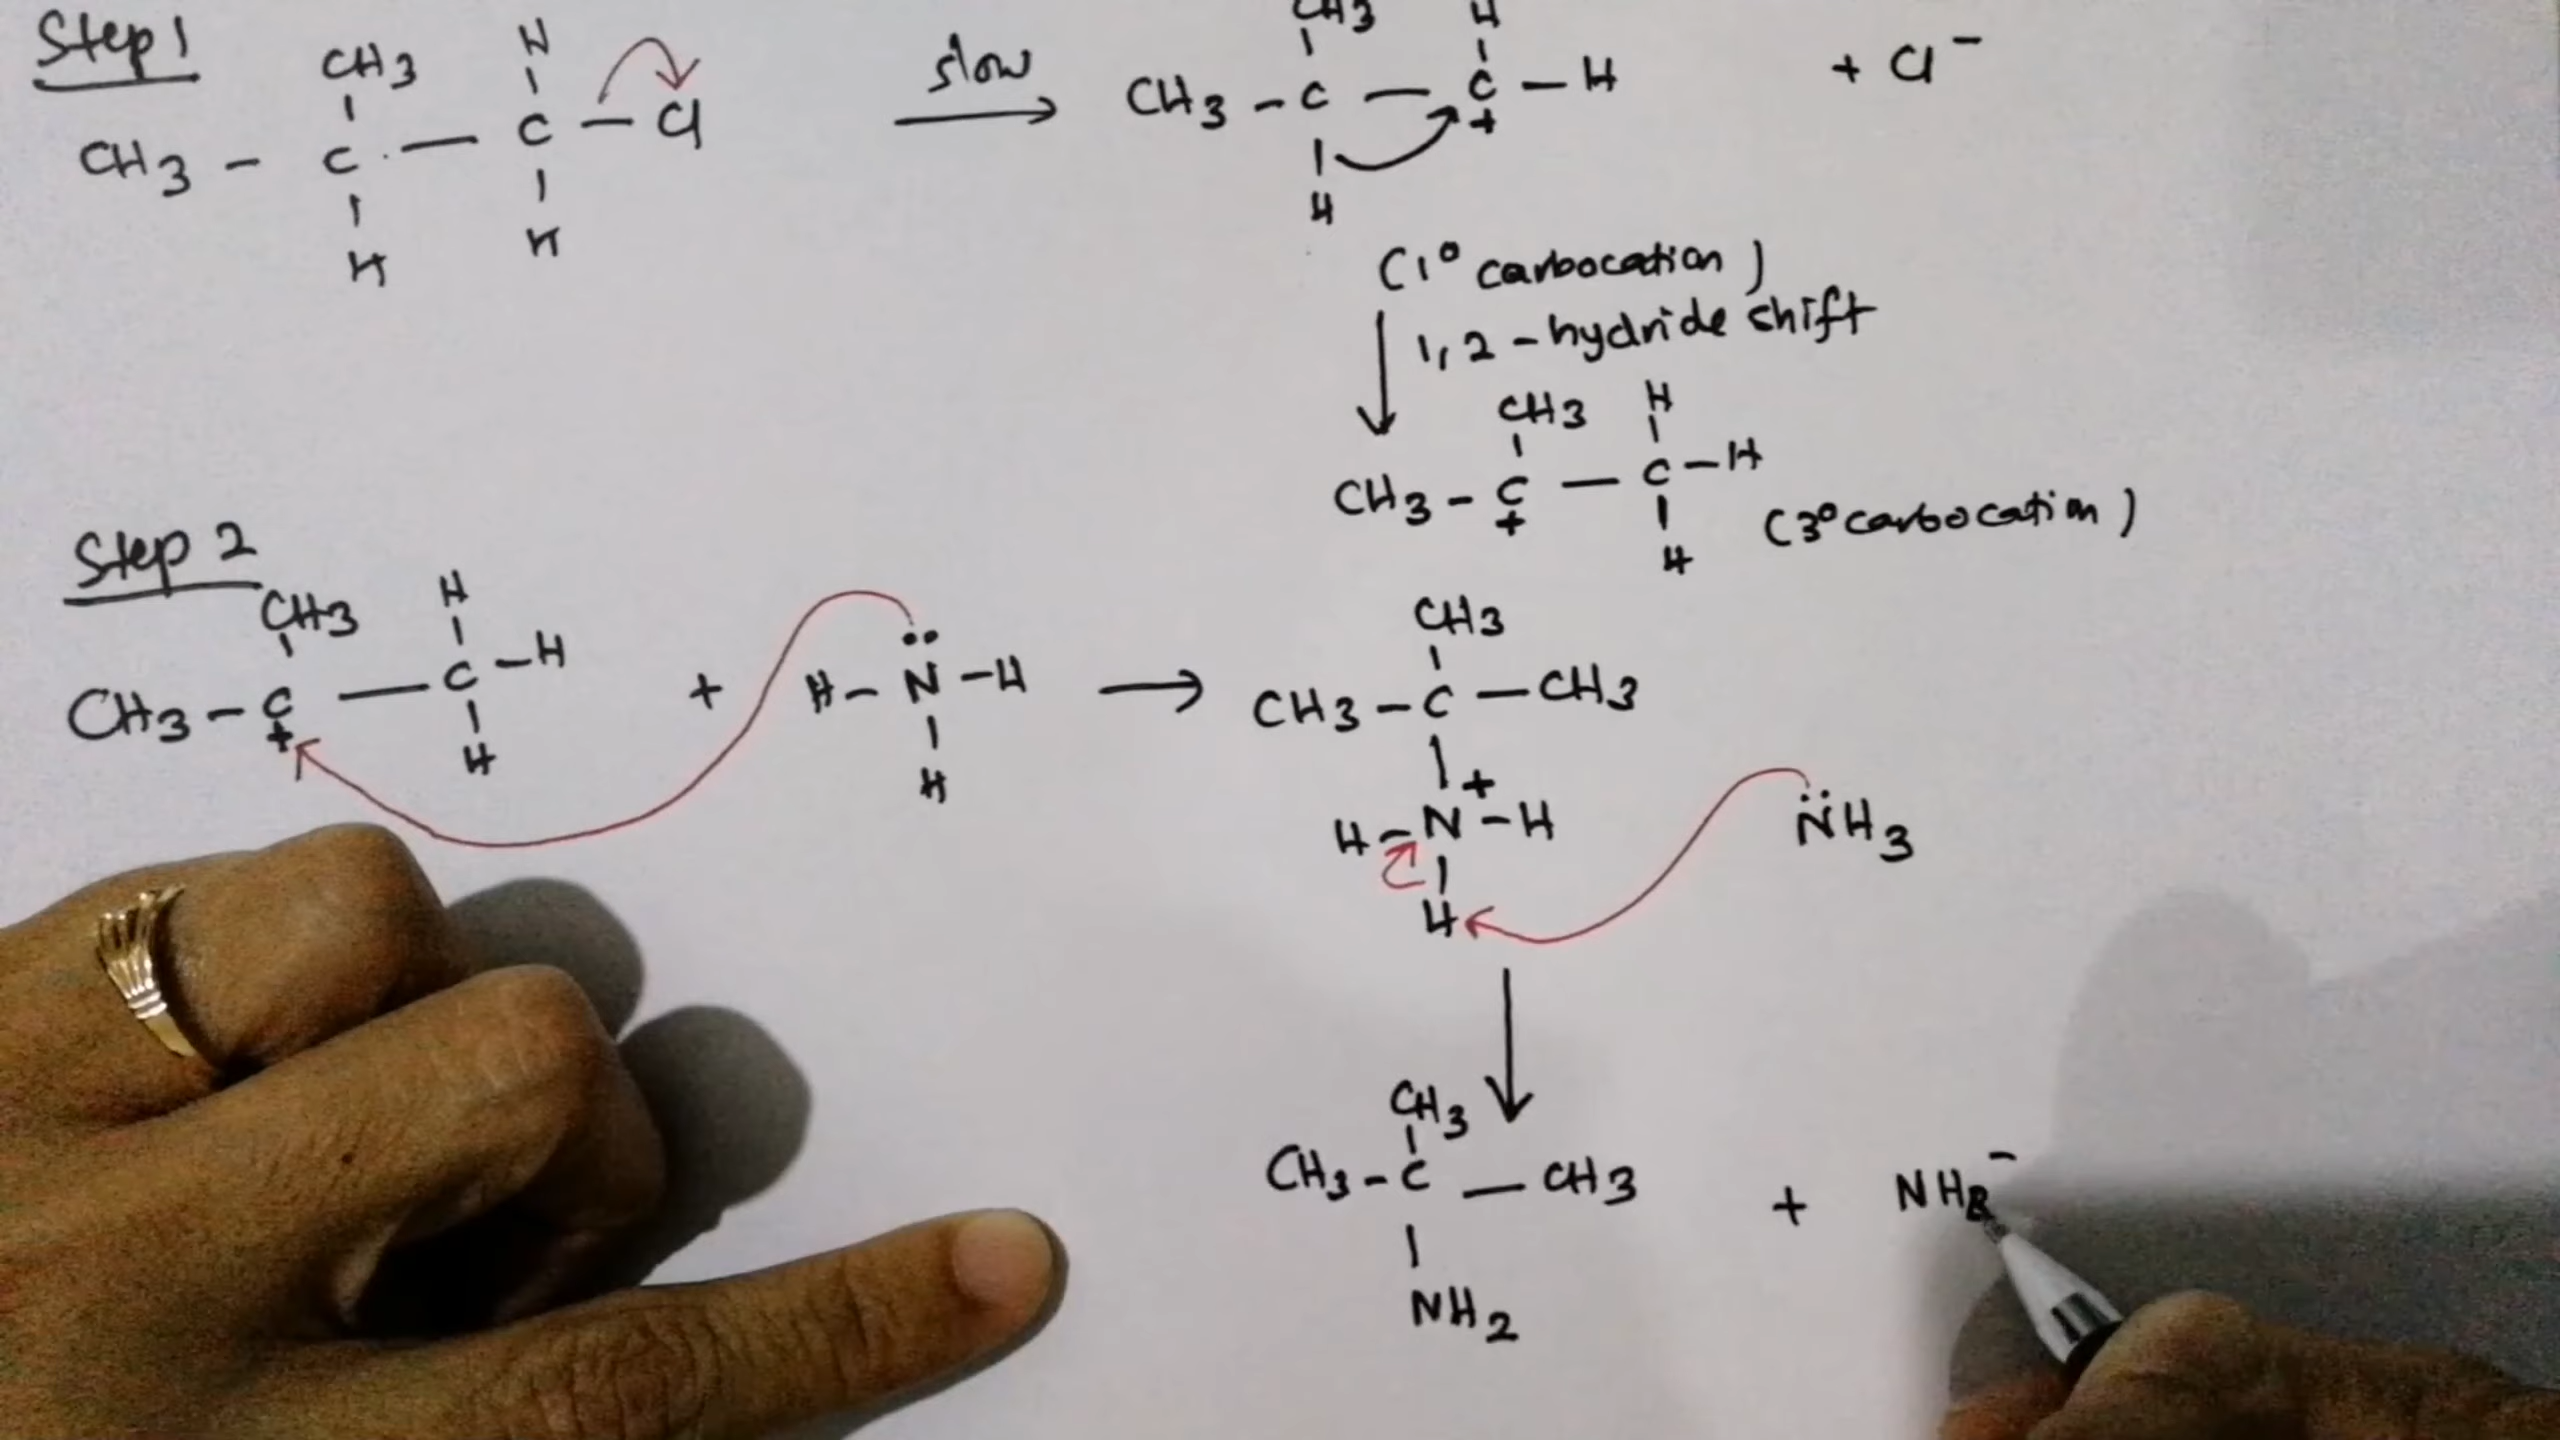 Step 1
CH3 H
CH3 - C - C - Cl
H H
slow
CH3 H
CH3 - C - C - H + Cl-
+
H
(1° carbocation)
1,2 - hydride shift
CH3 H
CH3 - C - C - H
+
H
(3° carbocation)
Step 2
CH3 H
CH3 - C - C - H + H - N̈ - H
+
H H
CH3
CH3 - C - CH3
+
H - N - H
H
N̈H3
CH3
CH3 - C - CH3 +
NH2